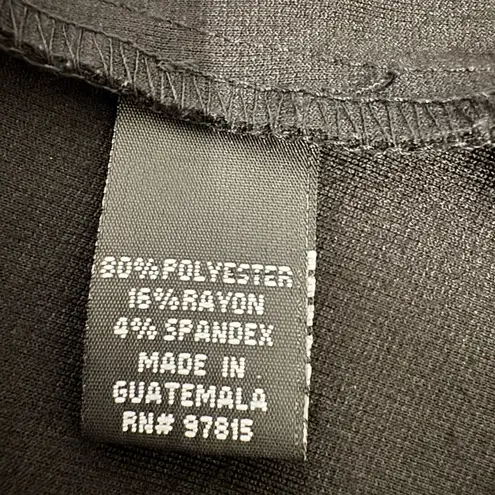 80% POLYESTER
16% RAYON
4% SPANDEX
MADE IN
GUATEMALA
RN# 97815